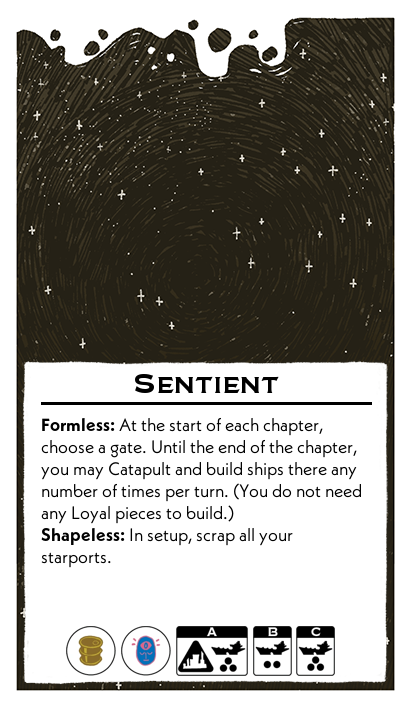 SENTIENT
Formless: At the start of each chapter,
choose a gate. Until the end of the chapter,
you may Catapult and build ships there any
number of times per turn. (You do not need
any Loyal pieces to build.)
Shapeless: In setup, scrap all your
starports.
A B C